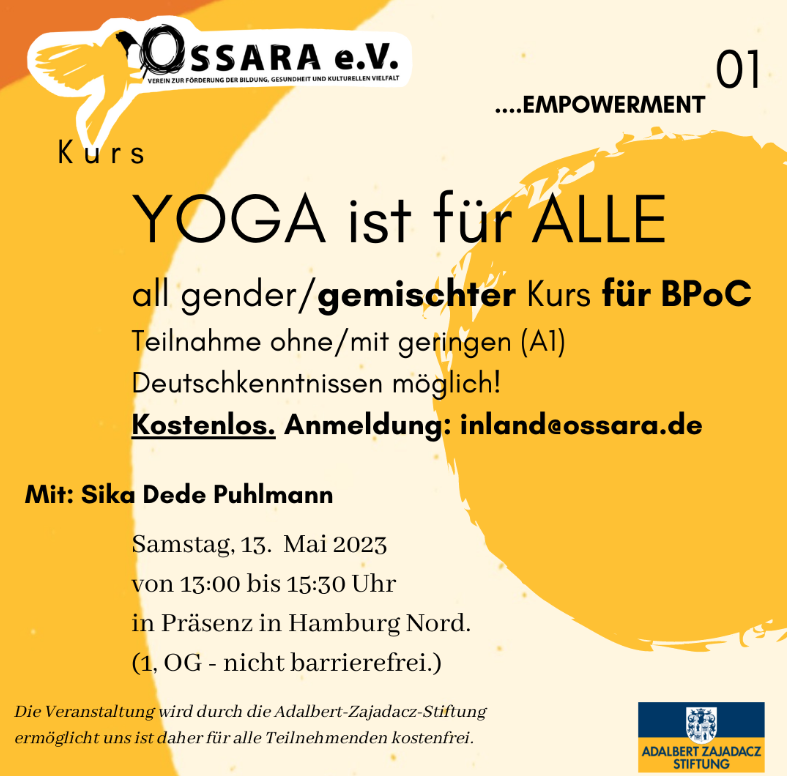 OSSARA e.V.
VEREIN ZUR FÖRDERUNG DER BILDUNG, GESUNDHEIT UND KULTURELLEN VIELFALT
01
....EMPOWERMENT
Kurs
YOGA ist für ALLE
all gender/gemischter Kurs für BPoC
Teilnahme ohne/mit geringen (A1)
Deutschkenntnissen möglich!
Kostenlos. Anmeldung: inland@ossara.de
Mit: Sika Dede Puhlmann
Samstag, 13. Mai 2023
von 13:00 bis 15:30 Uhr
in Präsenz in Hamburg Nord.
(1, OG - nicht barrierefrei.)
Die Veranstaltung wird durch die Adalbert-Zajadacz-Stiftung
ermöglicht uns ist daher für alle Teilnehmenden kostenfrei.
ADALBERT ZAJADACZ
STIFTUNG